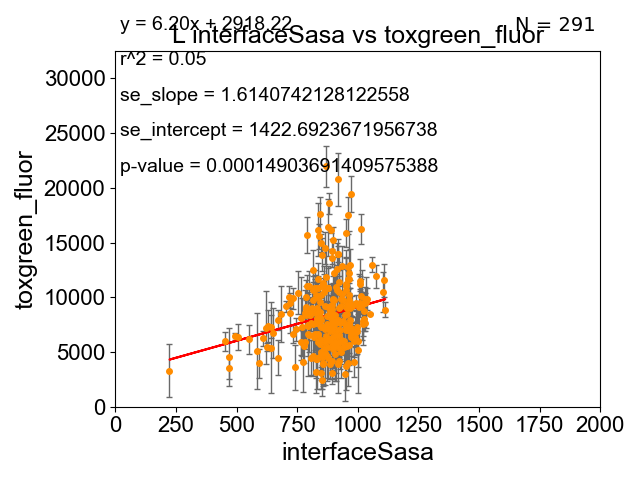 y = 6.20x + 2918.22
N = 291
L interfaceSasa vs toxgreen_fluor
r^2 = 0.05
se_slope = 1.6140742128122558
se_intercept = 1422.6923671956738
p-value = 0.00014903691409575388
toxgreen_fluor
30000
25000
20000
15000
10000
5000
0
0 250 500 750 1000 1250 1500 1750 2000
interfaceSasa